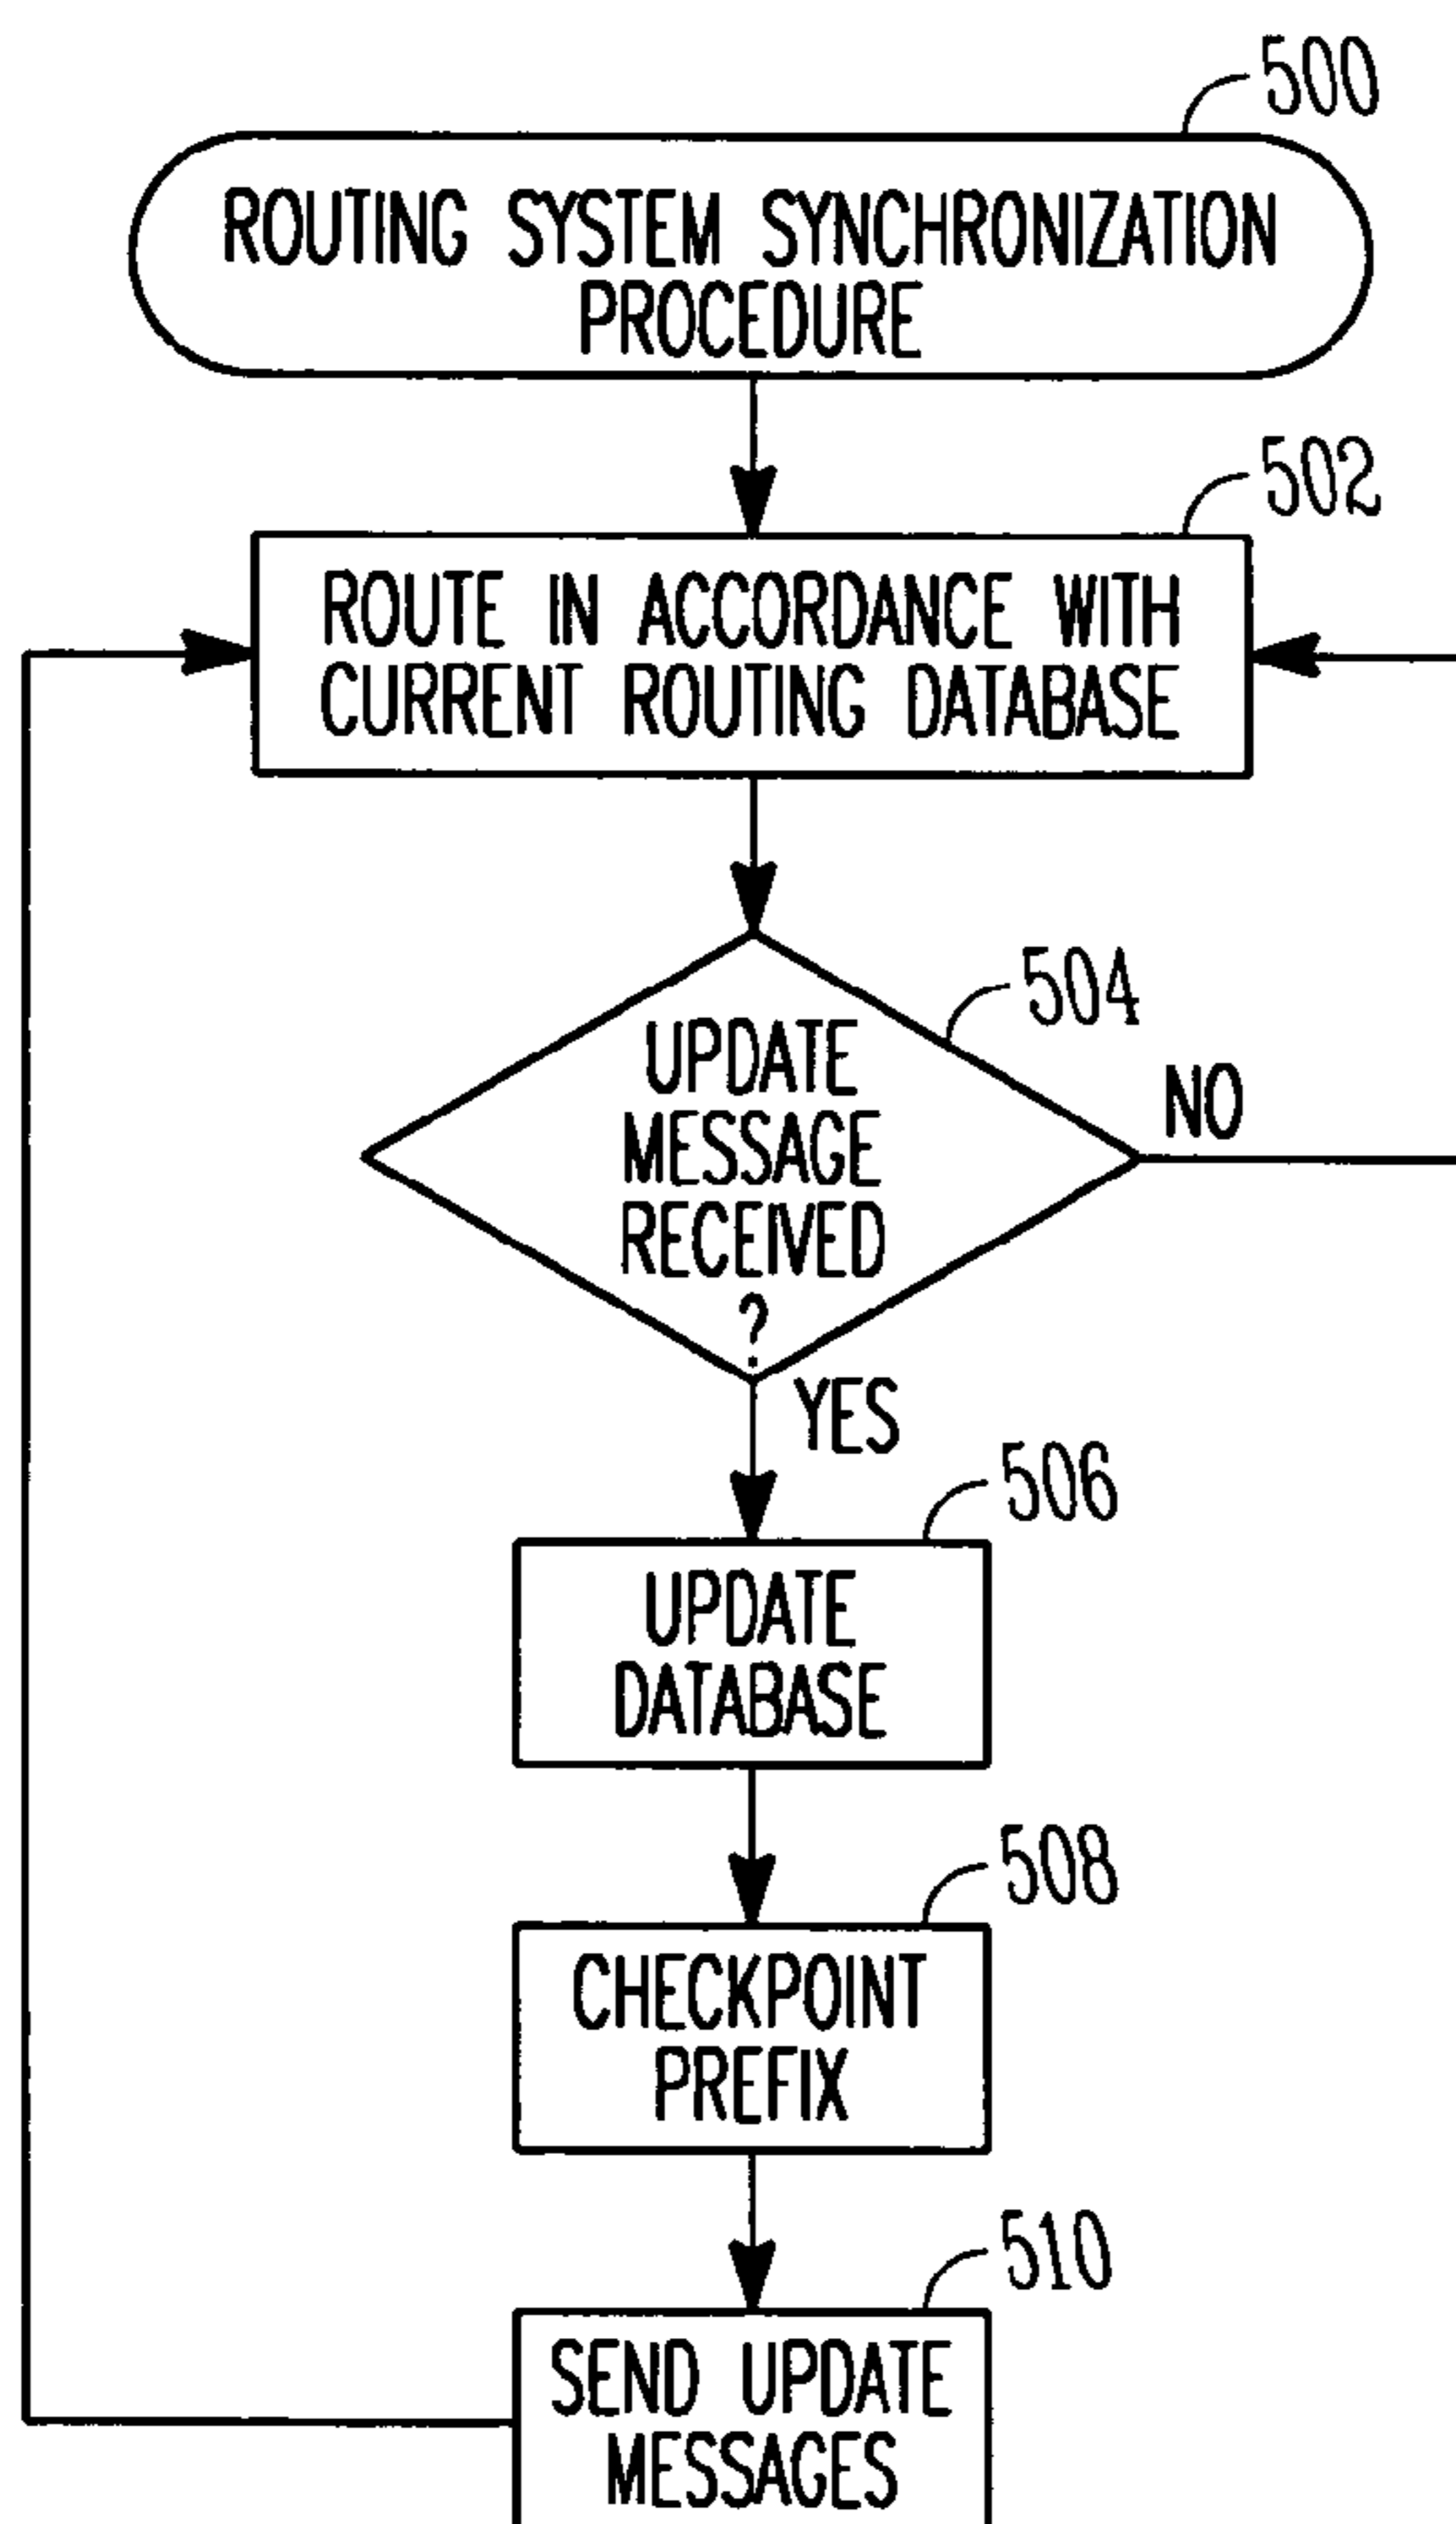 500
ROUTING SYSTEM SYNCHRONIZATION
PROCEDURE
502
ROUTE IN ACCORDANCE WITH
CURRENT ROUTING DATABASE
504
UPDATE
MESSAGE
RECEIVED
?
NO
YES
506
UPDATE
DATABASE
508
CHECKPOINT
PREFIX
510
SEND UPDATE
MESSAGES